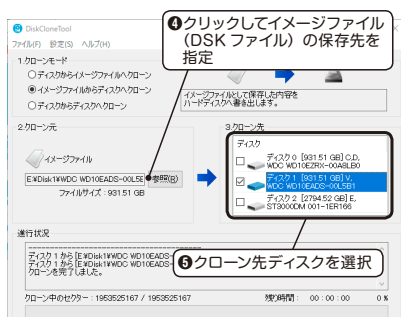 DiskCloneTool
❹クリックしてイメージファイル
（DSK ファイル）の保存先を
指定
ファイル(F) 設定(S) ヘルプ(H)
1.クローンモード
ディスクからイメージファイルへクローン
イメージファイルからディスクへクローン
ディスクからディスクへクローン
イメージファイルとして保存した内容を
ハードディスクへ書き出します。
2.クローン元
イメージファイル
E:¥Disk1¥WDC WD10EADS-00L5E
参照(R)
ファイルサイズ : 931.51 GB
3.クローン先
ディスク
ディスク 0 [931.51 GB] C,D,
WDC WD10EZRX-00A8LB0
ディスク 1 [931.51 GB] V,
WDC WD10EADS-00L5B1
ディスク 2 [2794.52 GB] E,
ST3000DM 001-1ER166
進行状況
ディスク 1 から [E:¥Disk1¥WDC WD10EADS-
ディスク 1 から [E:¥Disk1¥WDC WD10EADS-
クローンを完了しました。
❺クローン先ディスクを選択
クローン中のセクター : 1953525167 / 1953525167
残り時間 : 00 : 00 : 00
0 %